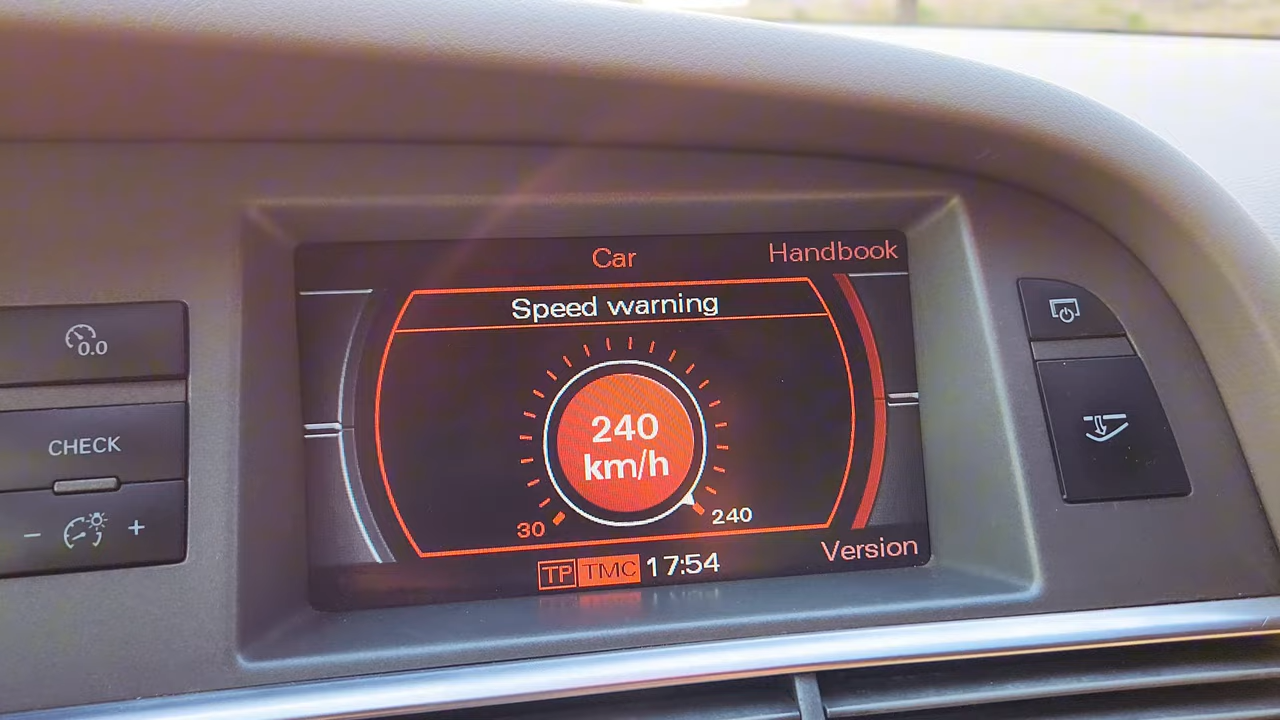 Car
Handbook
Speed warning
0.0
240
km/h
CHECK
30
240
− +
TP TMC 17:54
Version